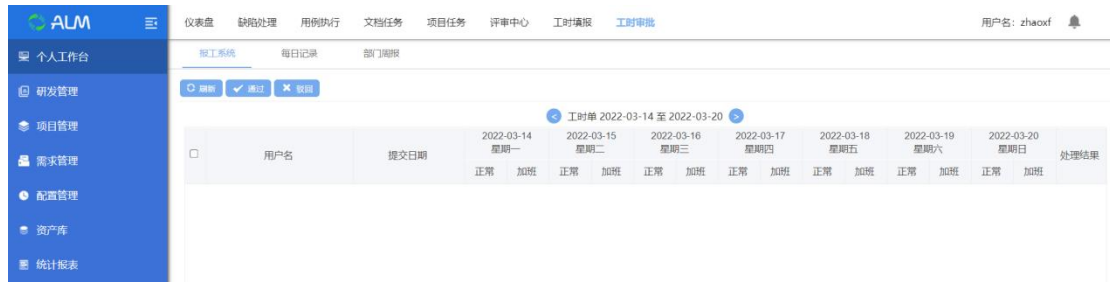 ALM
仪表盘 缺陷处理 用例执行 文档任务 项目任务 评审中心 工时填报 工时审批 用户名: zhaoxf
个人工作台
研发管理
项目管理
需求管理
配置管理
资产库
统计报表
报工系统 每日记录 部门周报
刷新 通过 驳回
工时单 2022-03-14 至 2022-03-20
用户名 提交日期 2022-03-14 2022-03-15 2022-03-16 2022-03-17 2022-03-18 2022-03-19 2022-03-20 处理结果
星期一 星期二 星期三 星期四 星期五 星期六 星期日
正常 加班 正常 加班 正常 加班 正常 加班 正常 加班 正常 加班 正常 加班